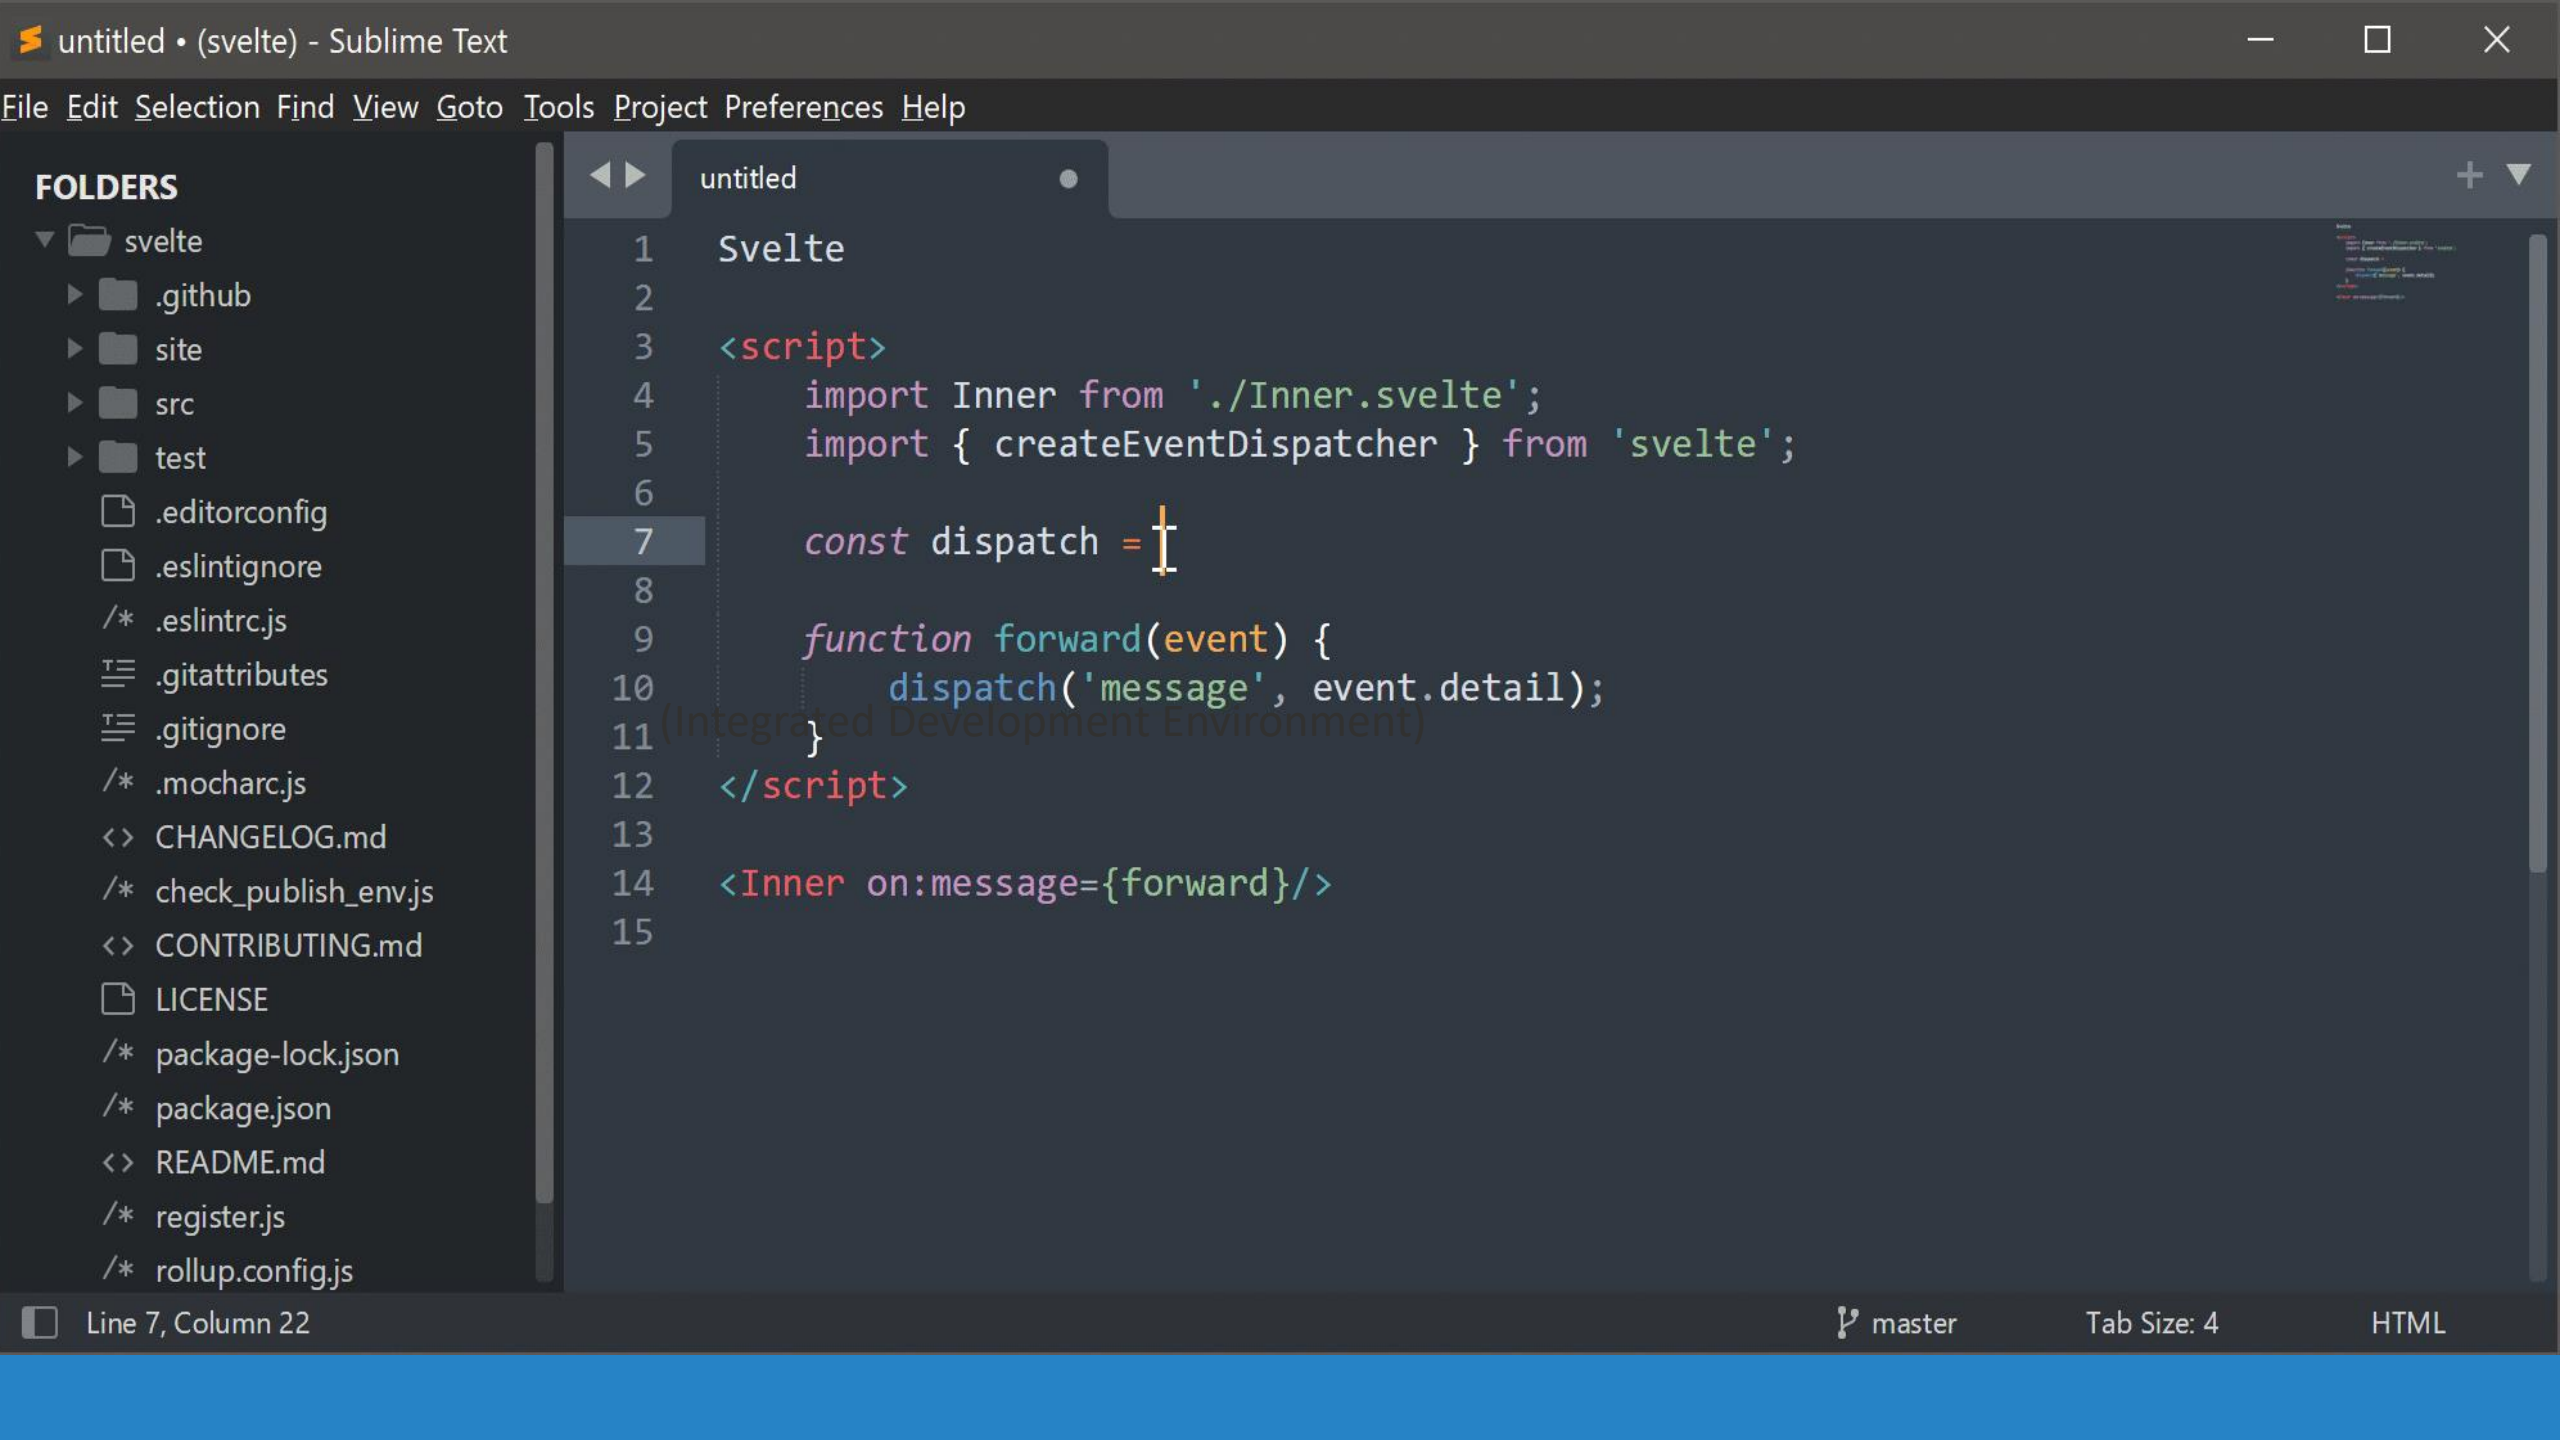 untitled • (svelte) - Sublime Text
File Edit Selection Find View Goto Tools Project Preferences Help
FOLDERS
svelte
.github
site
src
test
.editorconfig
.eslintignore
/* .eslintrc.js
.gitattributes
.gitignore
/* .mocharc.js
<> CHANGELOG.md
/* check_publish_env.js
<> CONTRIBUTING.md
LICENSE
/* package-lock.json
/* package.json
<> README.md
/* register.js
/* rollup.config.js
untitled
1 Svelte
2
3 <script>
4 import Inner from './Inner.svelte';
5 import { createEventDispatcher } from 'svelte';
6
7 const dispatch =
8
9 function forward(event) {
10 dispatch('message', event.detail);
(Integrated Development Environment)
11 }
12 </script>
13
14 <Inner on:message={forward}/>
15
Line 7, Column 22
master
Tab Size: 4
HTML